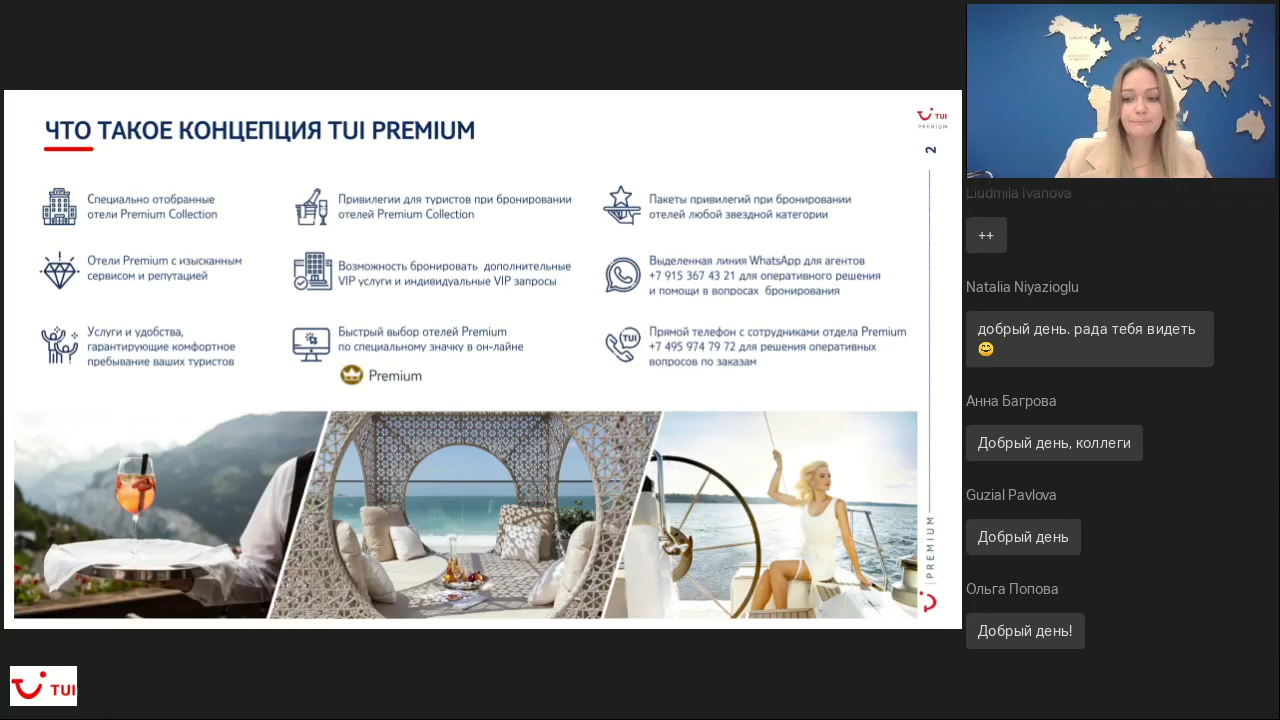 ЧТО ТАКОЕ КОНЦЕПЦИЯ TUI PREMIUM
TUI
PREMIUM
2
Специально отобранные
отели Premium Collection
Привилегии для туристов при бронировании
отелей Premium Collection
Пакеты привилегий при бронировании
отелей любой звездной категории
Отели Premium с изысканным
сервисом и репутацией
Возможность бронировать дополнительные
VIP услуги и индивидуальные VIP запросы
Выделенная линия WhatsApp для агентов
+7 915 367 43 21 для оперативного решения
и помощи в вопросах бронирования
Услуги и удобства,
гарантирующие комфортное
пребывание ваших туристов
Быстрый выбор отелей Premium
по специальному значку в он-лайне
Premium
TUI
Прямой телефон с сотрудниками отдела Premium
+7 495 974 79 72 для решения оперативных
вопросов по заказам
PREMIUM
TUI
Liudmila Ivanova
++
Natalia Niyazioglu
добрый день. рада тебя видеть
😊
Анна Багрова
Добрый день, коллеги
Guzial Pavlova
Добрый день
Ольга Попова
Добрый день!